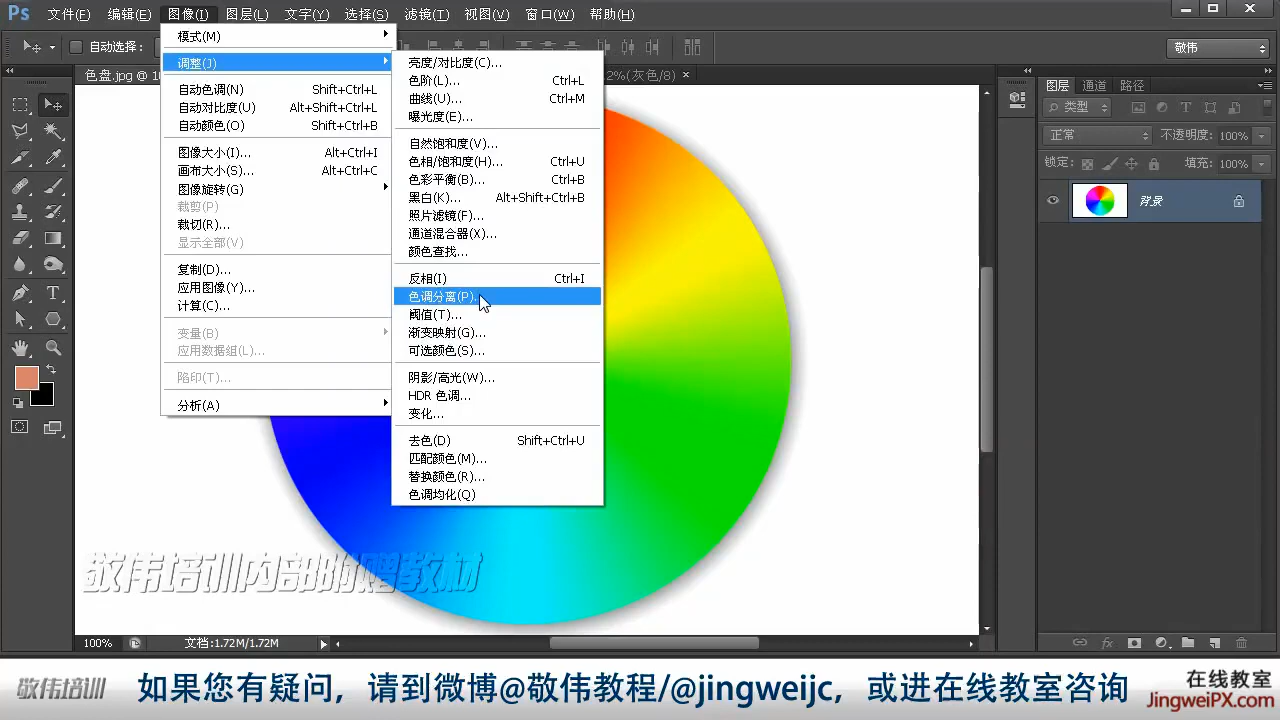 Ps 文件(F) 编辑(E) 图像(I) 图层(L) 文字(Y) 选择(S) 滤镜(T) 视图(V) 窗口(W) 帮助(H)
自动选择:
敬伟
色盘.jpg @ 10
2%(灰色/8) ×
模式(M)
调整(J)
自动色调(N) Shift+Ctrl+L
自动对比度(U) Alt+Shift+Ctrl+L
自动颜色(O) Shift+Ctrl+B
图像大小(I)... Alt+Ctrl+I
画布大小(S)... Alt+Ctrl+C
图像旋转(G)
裁剪(P)
裁切(R)...
显示全部(V)
复制(D)...
应用图像(Y)...
计算(C)...
变量(B)
应用数据组(L)...
陷印(T)...
分析(A)
亮度/对比度(C)...
色阶(L)... Ctrl+L
曲线(U)... Ctrl+M
曝光度(E)...
自然饱和度(V)...
色相/饱和度(H)... Ctrl+U
色彩平衡(B)... Ctrl+B
黑白(K)... Alt+Shift+Ctrl+B
照片滤镜(F)...
通道混合器(X)...
颜色查找...
反相(I) Ctrl+I
色调分离(P)...
阈值(T)...
渐变映射(G)...
可选颜色(S)...
阴影/高光(W)...
HDR 色调...
变化...
去色(D) Shift+Ctrl+U
匹配颜色(M)...
替换颜色(R)...
色调均化(Q)
图层 通道 路径
类型
正常 不透明度: 100%
锁定: 填充: 100%
背景
敬伟培训内部附赠教材
100% 文档:1.72M/1.72M
敬伟培训
如果您有疑问，请到微博@敬伟教程/@jingweijc，或进在线教室咨询
在线教室
JingweiPX.com